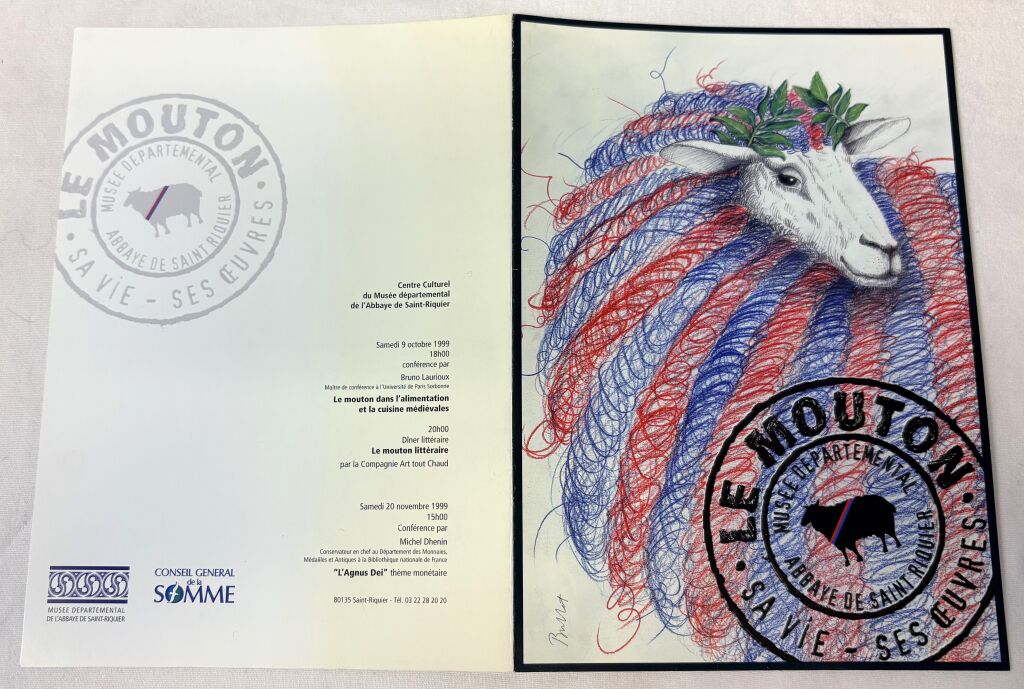 LE MOUTON
MUSEE DEPARTEMENTAL
ABBAYE DE SAINT RIQUIER
• SA VIE - SES ŒUVRES •
Centre Culturel
du Musée départemental
de l'Abbaye de Saint-Riquier
Samedi 9 octobre 1999
18h00
conférence par
Bruno Laurioux
Maître de conférence à l'Université de Paris Sorbonne
Le mouton dans l'alimentation
et la cuisine médiévales
20h00
Dîner littéraire
Le mouton littéraire
par la Compagnie Art tout Chaud
Samedi 20 novembre 1999
15h00
Conférence par
Michel Dhenin
Conservateur en chef au Département des Monnaies,
Médailles et Antiques à la Bibliothèque nationale de France
"L'Agnus Dei" thème monétaire
80135 Saint-Riquier - Tél. 03 22 28 20 20
MUSEE DEPARTEMENTAL
DE L'ABBAYE DE SAINT-RIQUIER
CONSEIL GENERAL
de la
SOMME
LE MOUTON
MUSEE DEPARTEMENTAL
ABBAYE DE SAINT RIQUIER
• SA VIE - SES ŒUVRES •